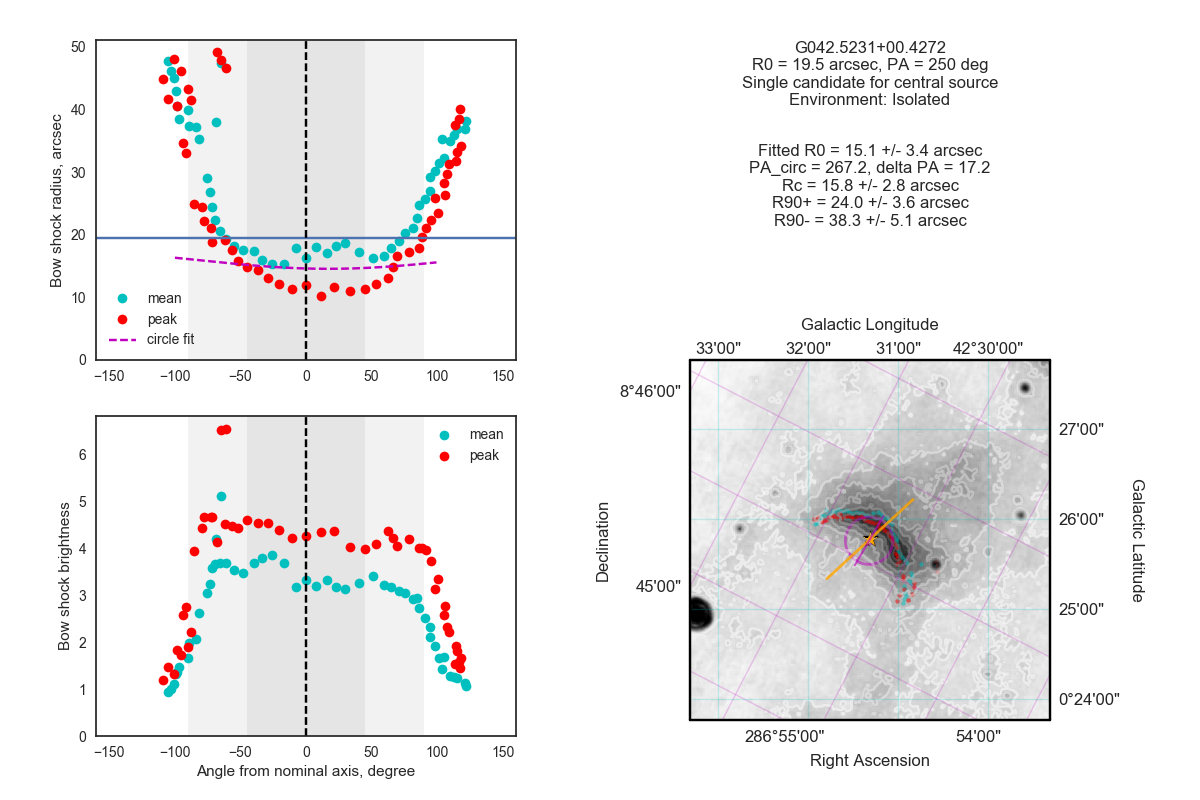 50
40
30
20
10
0
Bow shock radius, arcsec
mean
peak
circle fit
−150
−100
−50
0
50
100
150
6
5
4
3
2
1
0
Bow shock brightness
mean
peak
−150
−100
−50
0
50
100
150
Angle from nominal axis, degree
G042.5231+00.4272
R0 = 19.5 arcsec, PA = 250 deg
Single candidate for central source
Environment: Isolated
Fitted R0 = 15.1 +/- 3.4 arcsec
PA_circ = 267.2, delta PA = 17.2
Rc = 15.8 +/- 2.8 arcsec
R90+ = 24.0 +/- 3.6 arcsec
R90- = 38.3 +/- 5.1 arcsec
Galactic Longitude
33'00" 32'00" 31'00" 42°30'00"
8°46'00"
45'00"
Declination
27'00"
26'00"
25'00"
0°24'00"
Galactic Latitude
286°55'00" 54'00"
Right Ascension